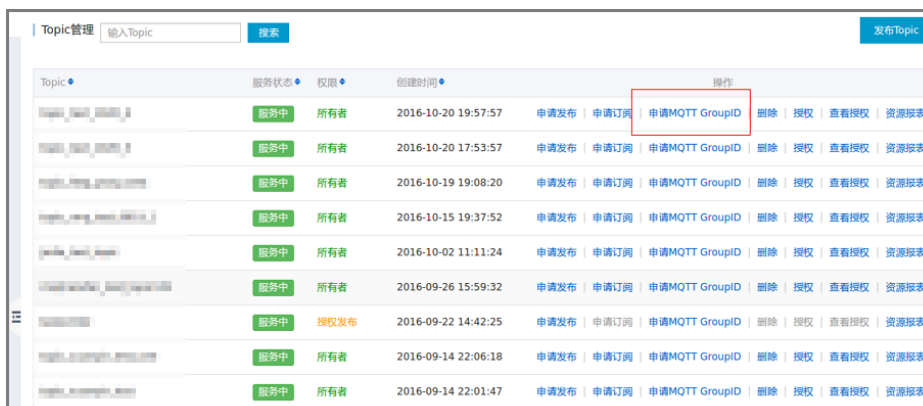 Topic管理 输入Topic 搜索 发布Topic
Topic 服务状态 权限 创建时间 操作
服务中 所有者 2016-10-20 19:57:57 申请发布 | 申请订阅 | 申请MQTT GroupID | 删除 | 授权 | 查看授权 | 资源报表
服务中 所有者 2016-10-20 17:53:57 申请发布 | 申请订阅 | 申请MQTT GroupID | 删除 | 授权 | 查看授权 | 资源报表
服务中 所有者 2016-10-19 19:08:20 申请发布 | 申请订阅 | 申请MQTT GroupID | 删除 | 授权 | 查看授权 | 资源报表
服务中 所有者 2016-10-15 19:37:52 申请发布 | 申请订阅 | 申请MQTT GroupID | 删除 | 授权 | 查看授权 | 资源报表
服务中 所有者 2016-10-02 11:11:24 申请发布 | 申请订阅 | 申请MQTT GroupID | 删除 | 授权 | 查看授权 | 资源报表
服务中 所有者 2016-09-26 15:59:32 申请发布 | 申请订阅 | 申请MQTT GroupID | 删除 | 授权 | 查看授权 | 资源报表
服务中 授权发布 2016-09-22 14:42:25 申请发布 | 申请订阅 | 申请MQTT GroupID | 删除 | 授权 | 查看授权 | 资源报表
服务中 所有者 2016-09-14 22:06:18 申请发布 | 申请订阅 | 申请MQTT GroupID | 删除 | 授权 | 查看授权 | 资源报表
服务中 所有者 2016-09-14 22:01:47 申请发布 | 申请订阅 | 申请MQTT GroupID | 删除 | 授权 | 查看授权 | 资源报表